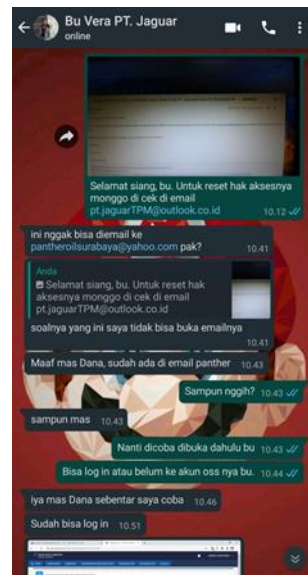 Bu Vera PT. Jaguar
online
Selamat siang, bu. Untuk reset hak aksesnya
monggo di cek di email
pt.jaguarTPM@outlook.co.id
10.12
ini nggak bisa diemail ke
pantheroilsurabaya@yahoo.com pak?
10.41
Anda
Selamat siang, bu. Untuk reset hak
aksesnya monggo di cek di email
pt.jaguarTPM@outlook.co.id
soalnya yang ini saya tidak bisa buka emailnya
10.41
Maaf mas Dana, sudah ada di email panther 10.43
Sampun nggih? 10.43
sampun mas 10.43
Nanti dicoba dibuka dahulu bu 10.43
Bisa log in atau belum ke akun oss nya bu. 10.44
iya mas Dana sebentar saya coba 10.46
Sudah bisa log in 10.51